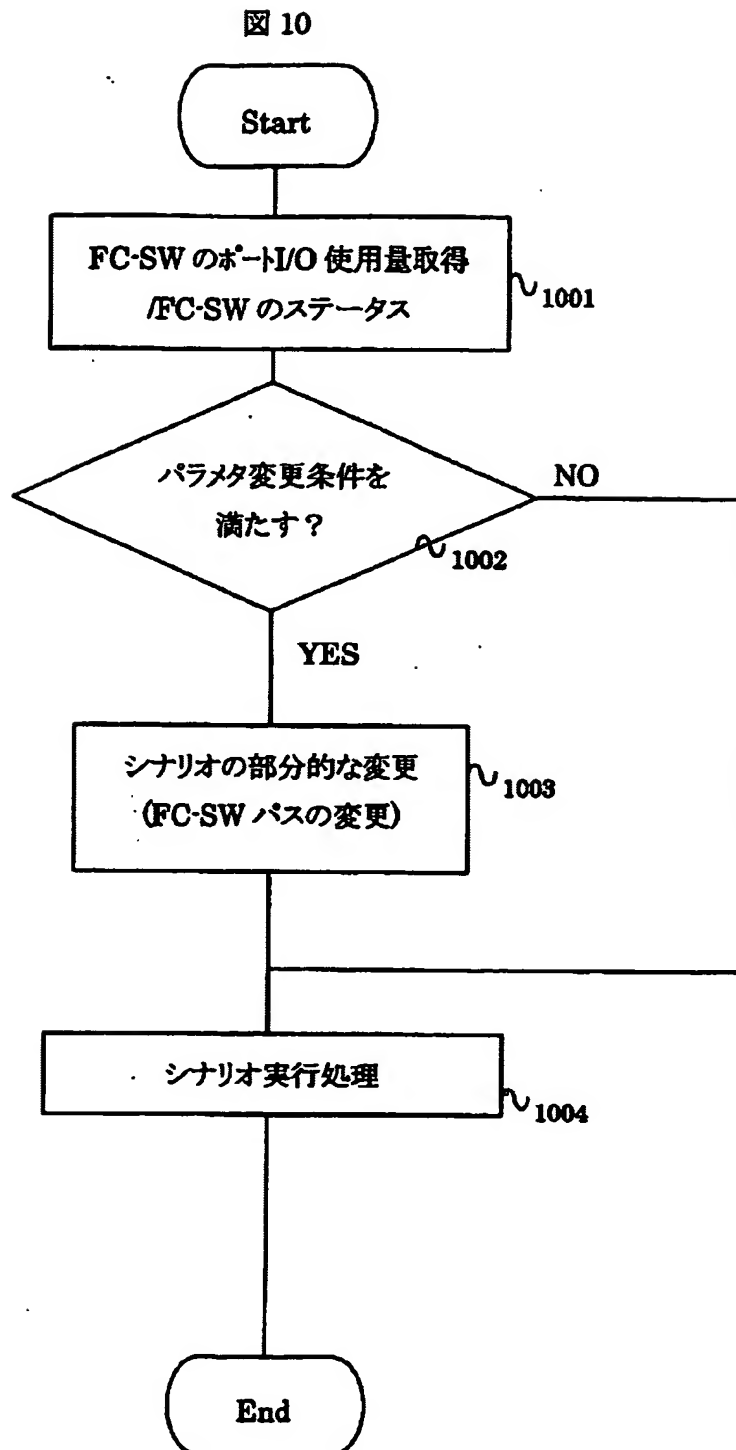 図 10
Start
FC-SW のポートI/O 使用量取得
/FC-SW のステータス
1001
パラメタ変更条件を
満たす？
1002
NO
YES
シナリオの部分的な変更
(FC-SW パスの変更)
1003
シナリオ実行処理
1004
End